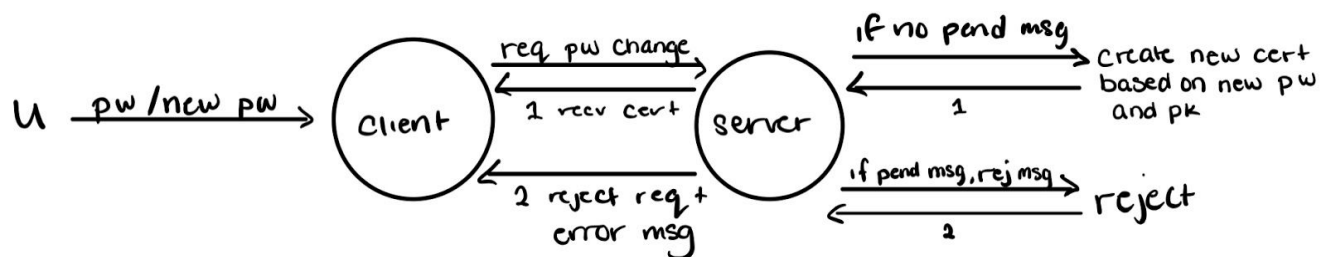 U
pw/new pw
client
req pw change
1 recv cert
2 reject req +
error msg
server
if no pend msg
1
create new cert
based on new pw
and pk
if pend msg, rej msg
2
reject